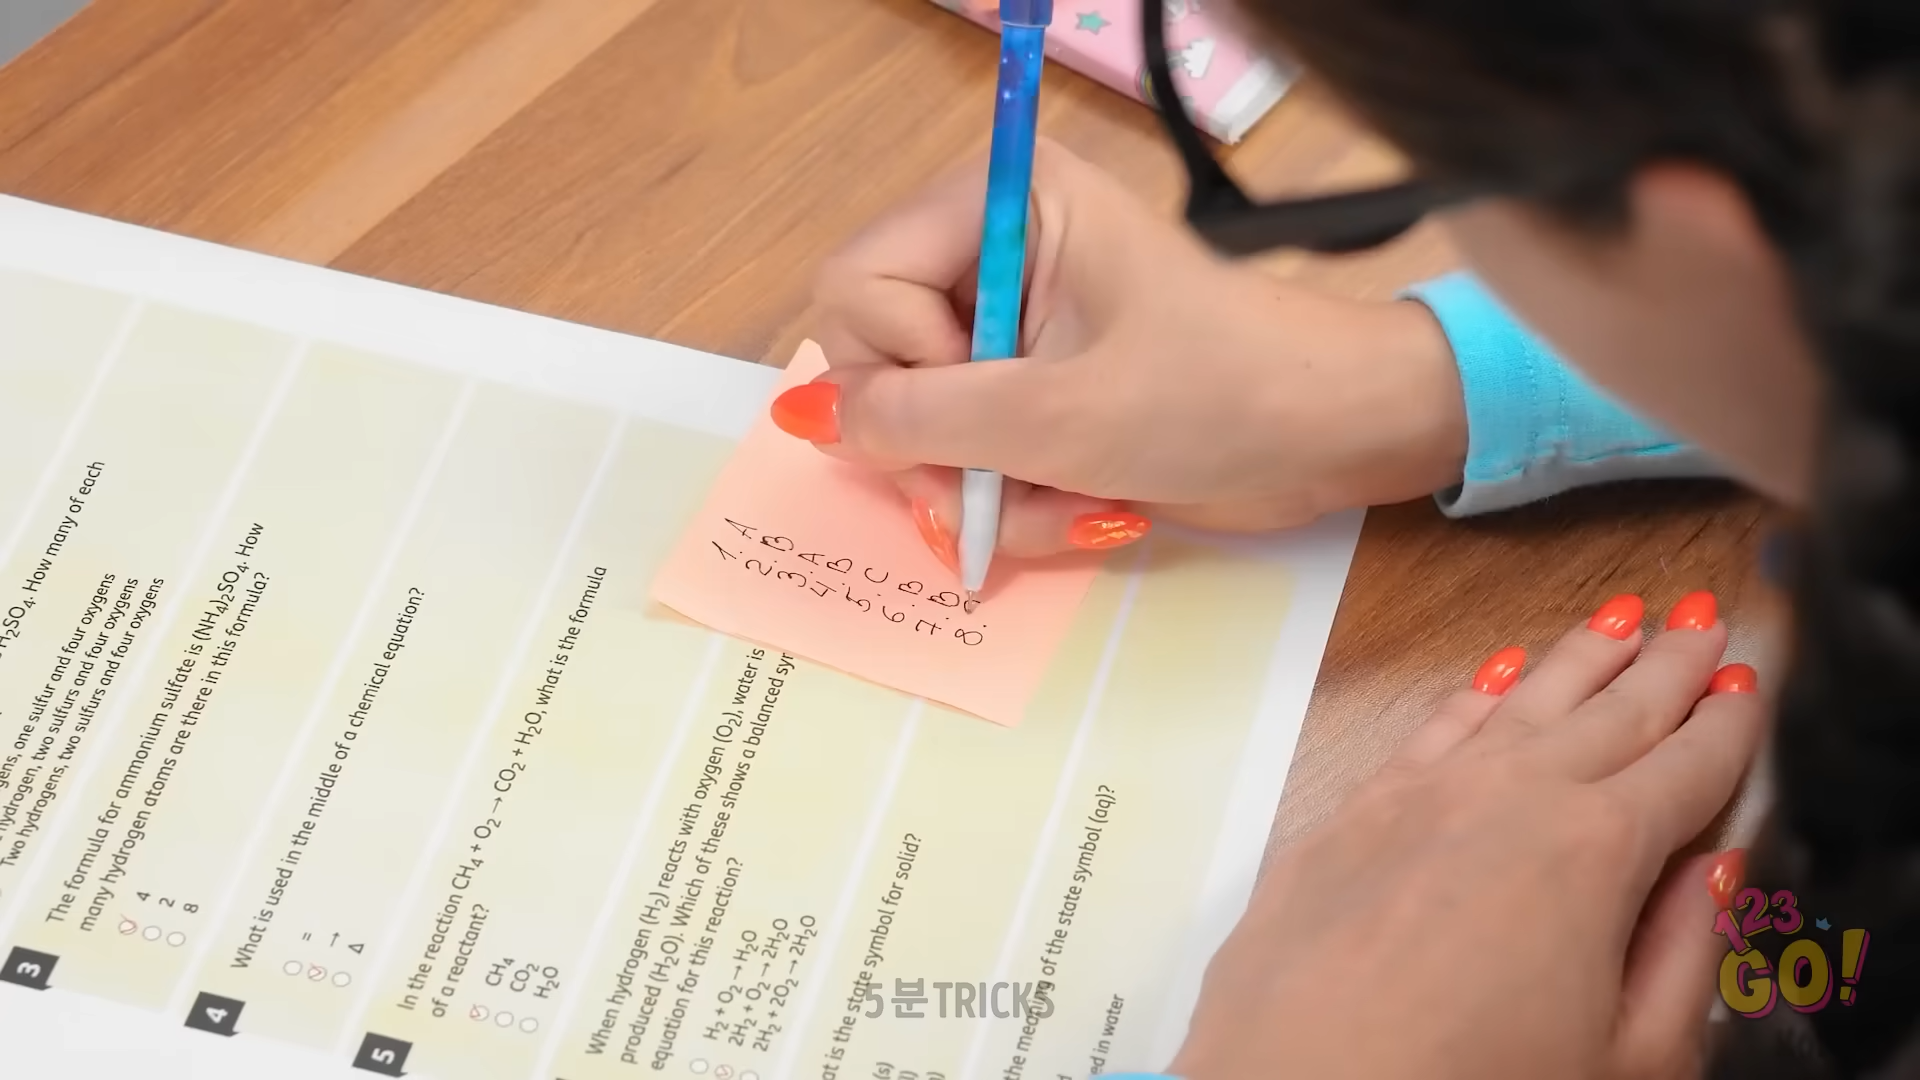 H2SO4. How many of each
gens, one sulfur and four oxygens
hydrogen, two sulfurs and four oxygens
Two hydrogens, two sulfurs and four oxygens
3
The formula for ammonium sulfate is (NH4)2SO4. How
many hydrogen atoms are there in this formula?
4
2
8
4
What is used in the middle of a chemical equation?
=
→
Δ
5
In the reaction CH4 + O2 → CO2 + H2O, what is the formula
of a reactant?
CH4
CO2
H2O
When hydrogen (H2) reacts with oxygen (O2), water is
produced (H2O). Which of these shows a balanced syr
equation for this reaction?
H2 + O2 → H2O
2H2 + O2 → 2H2O
2H2 + 2O2 → 2H2O
at is the state symbol for solid?
(s)
the meaning of the state symbol (aq)?
ed in water
1. A
2. B
3. A
4. B
5. C
6. B
7. B
8.
5분TRICKS
123
GO!